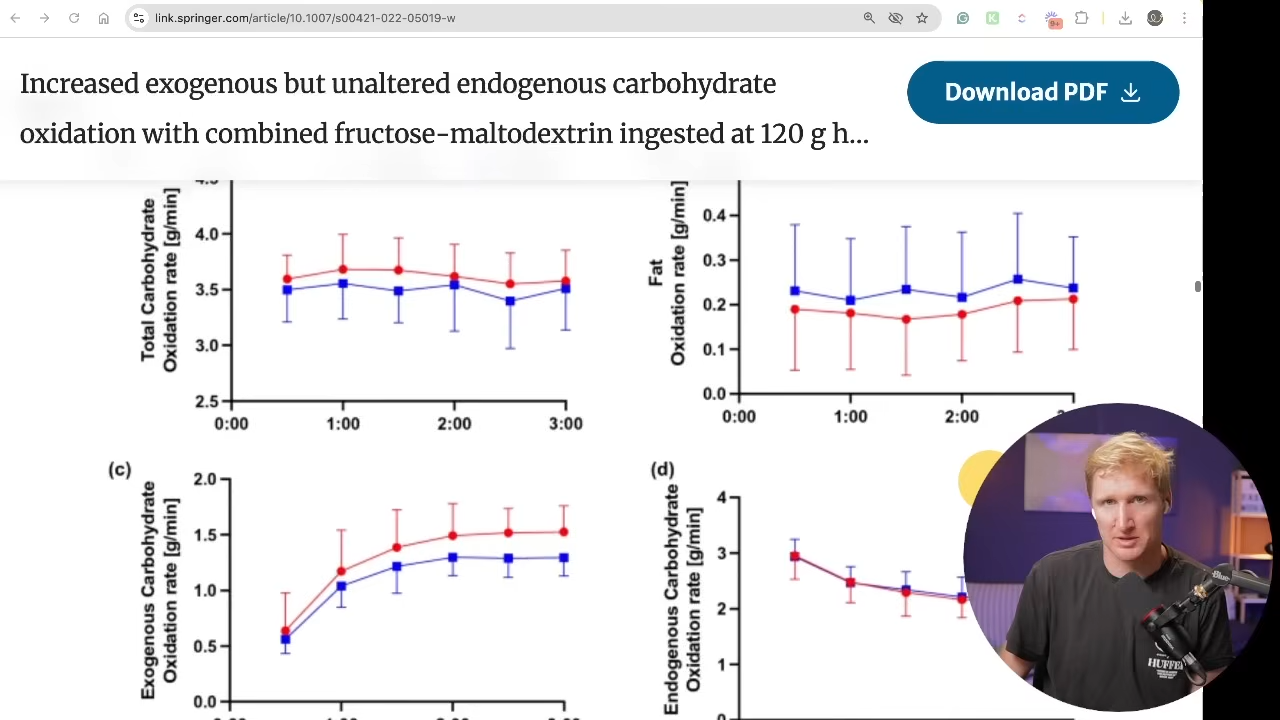 link.springer.com/article/10.1007/s00421-022-05019-w
9+
Increased exogenous but unaltered endogenous carbohydrate
oxidation with combined fructose-maltodextrin ingested at 120 g h...
Download PDF
Total Carbohydrate
Oxidation rate [g/min]
4.0
3.5
3.0
2.5
0:00 1:00 2:00 3:00
Fat
Oxidation rate [g/min]
0.4
0.3
0.2
0.1
0.0
0:00 1:00 2:00
(c)
Exogenous Carbohydrate
Oxidation rate [g/min]
2.0
1.5
1.0
0.5
0.0
(d)
Endogenous Carbohydrate
Oxidation rate [g/min]
4
3
2
1
Blue
HUFFE